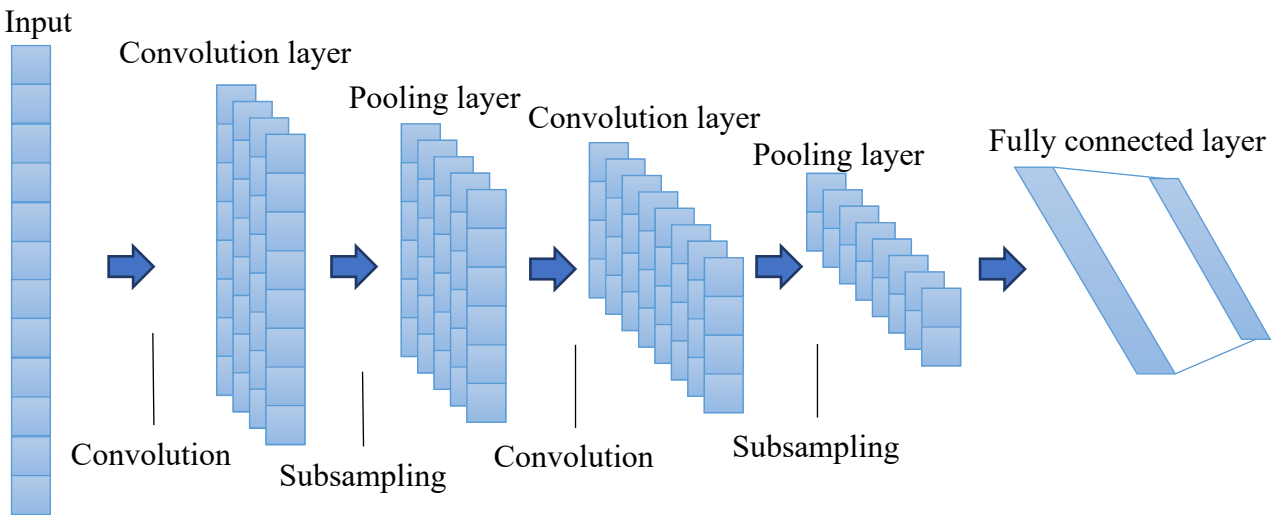 Input
Convolution layer
Pooling layer
Convolution layer
Pooling layer
Fully connected layer
Convolution
Subsampling
Convolution
Subsampling